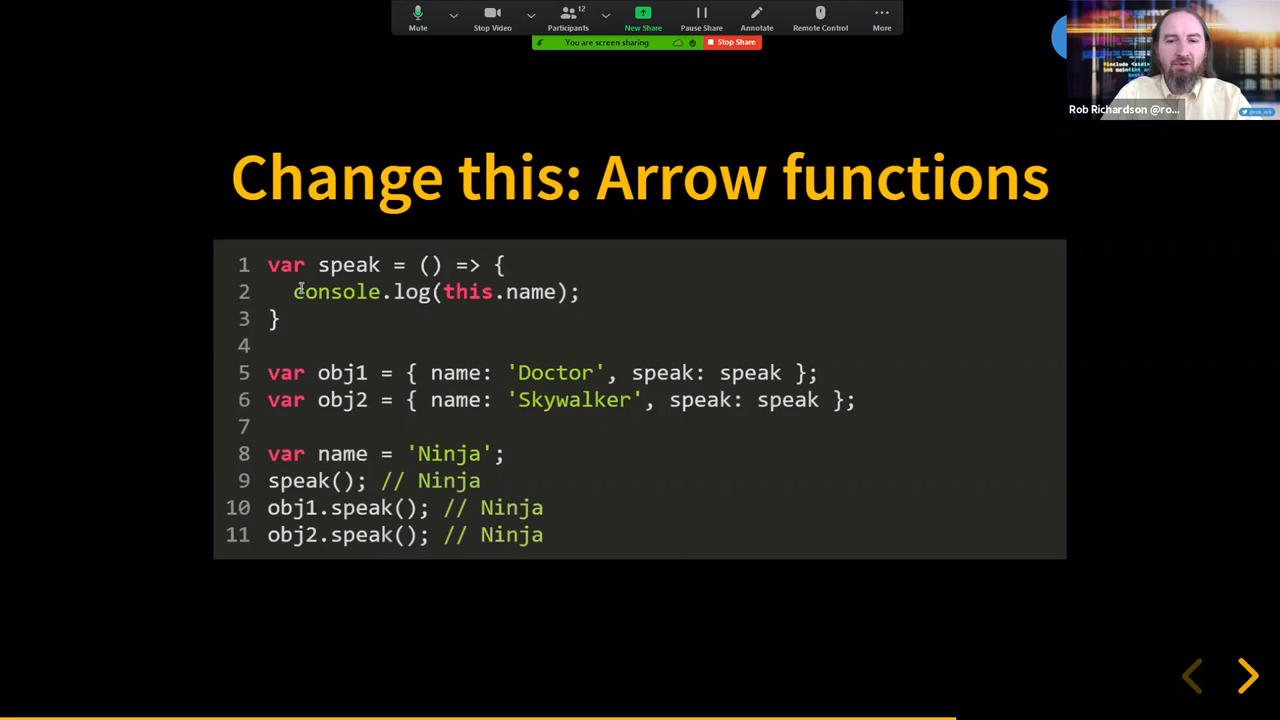 12
Mute
Stop Video
Participants
New Share
Pause Share
Annotate
Remote Control
More
You are screen sharing
Stop Share
Rob Richardson @ro...
Change this: Arrow functions
1 var speak = () => {
2 console.log(this.name);
3 }
4
5 var obj1 = { name: 'Doctor', speak: speak };
6 var obj2 = { name: 'Skywalker', speak: speak };
7
8 var name = 'Ninja';
9 speak(); // Ninja
10 obj1.speak(); // Ninja
11 obj2.speak(); // Ninja